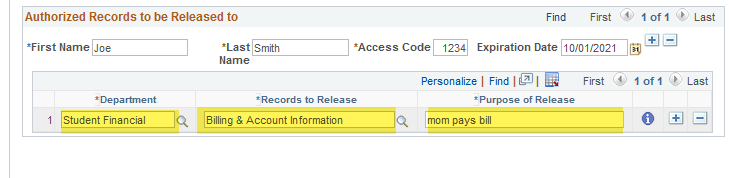 Authorized Records to be Released to Find First 1 of 1 Last
*First Name Joe *Last Name Smith *Access Code 1234 Expiration Date 10/01/2021 31
Personalize | Find | | First 1 of 1 Last
*Department *Records to Release *Purpose of Release
1 Student Financial Billing & Account Information mom pays bill